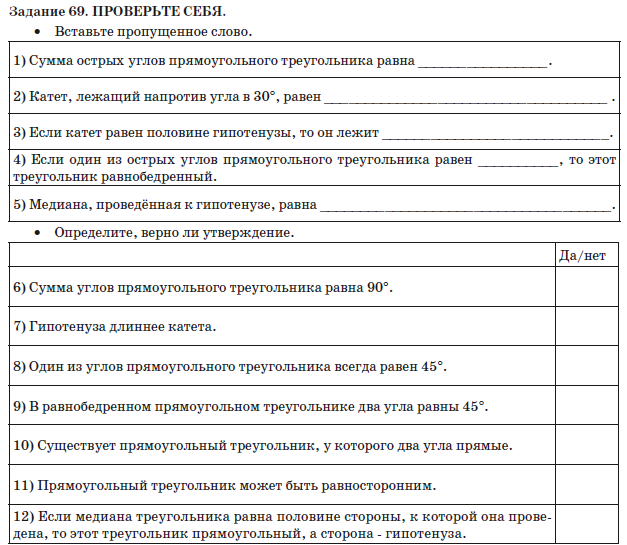 Задание 69. ПРОВЕРЬТЕ СЕБЯ.
• Вставьте пропущенное слово.
1) Сумма острых углов прямоугольного треугольника равна ________________ .
2) Катет, лежащий напротив угла в 30°, равен ___________________________________ .
3) Если катет равен половине гипотенузы, то он лежит ____________________________.
4) Если один из острых углов прямоугольного треугольника равен __________, то этот
треугольник равнобедренный.
5) Медиана, проведённая к гипотенузе, равна ____________________________________.
• Определите, верно ли утверждение.
Да/нет
6) Сумма углов прямоугольного треугольника равна 90°.
7) Гипотенуза длиннее катета.
8) Один из углов прямоугольного треугольника всегда равен 45°.
9) В равнобедренном прямоугольном треугольнике два угла равны 45°.
10) Существует прямоугольный треугольник, у которого два угла прямые.
11) Прямоугольный треугольник может быть равносторонним.
12) Если медиана треугольника равна половине стороны, к которой она прове-
дена, то этот треугольник прямоугольный, а сторона - гипотенуза.